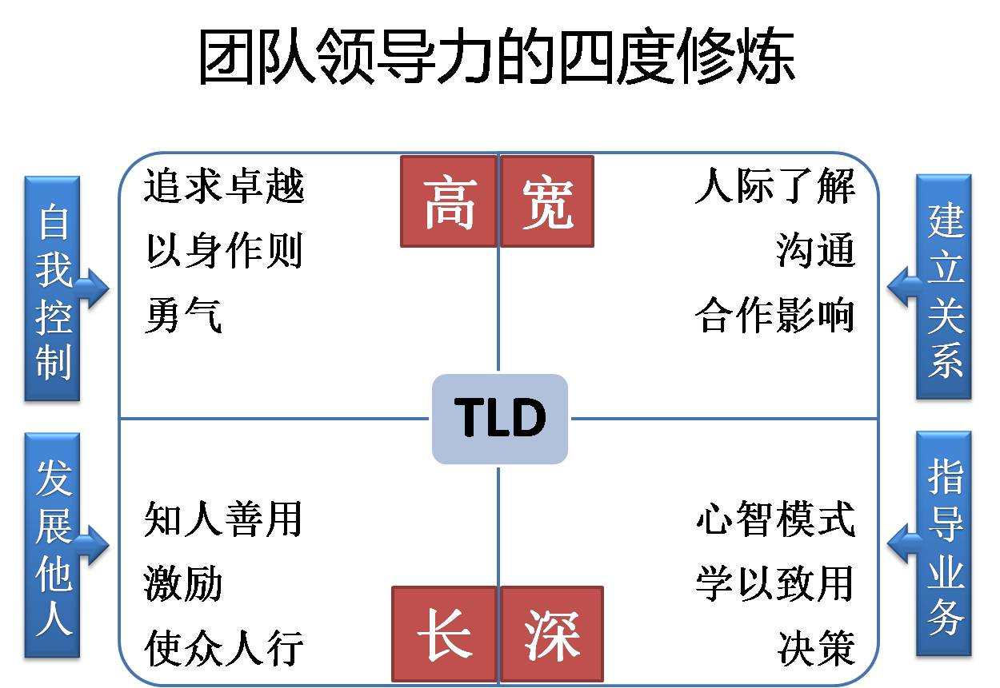 团队领导力的四度修炼
自我控制
追求卓越
以身作则
勇气
高
宽
人际了解
沟通
合作影响
建立关系
TLD
发展他人
知人善用
激励
使众人行
长
深
心智模式
学以致用
决策
指导业务